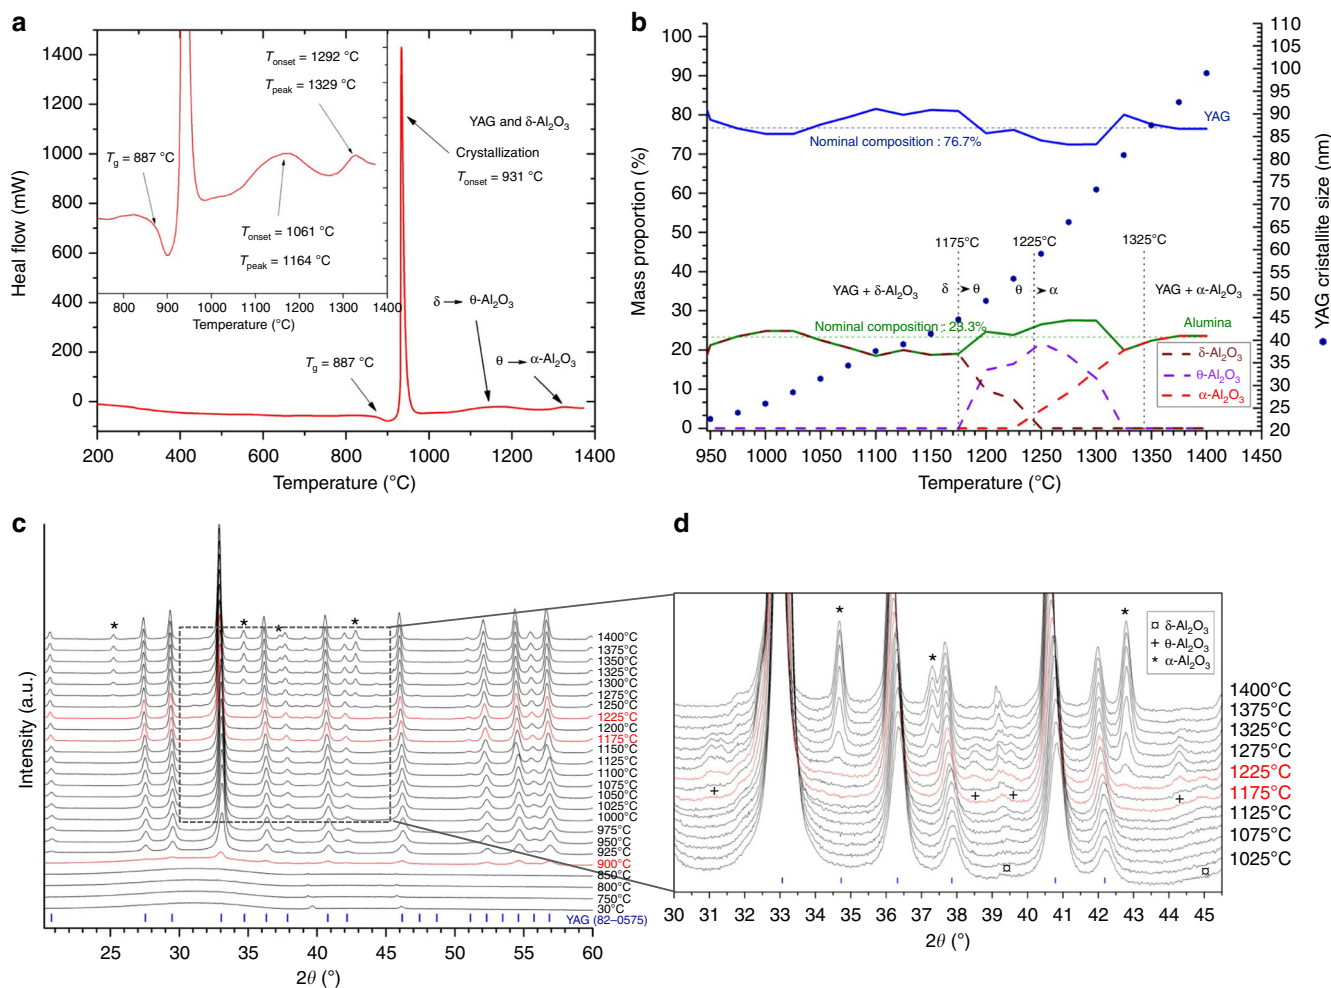 a
Heal flow (mW)
1400
1200
1000
800
600
400
200
0
200 400 600 800 1000 1200 1400
Temperature (°C)
Tonset = 1292 °C
Tpeak = 1329 °C
Tg = 887 °C
Tonset = 1061 °C
Tpeak = 1164 °C
800 900 1000 1100 1200 1300 1400
Temperature (°C)
YAG and δ-Al2O3
Crystallization
Tonset = 931 °C
δ → θ-Al2O3
Tg = 887 °C
θ → α-Al2O3
b
Mass proportion (%)
100
90
80
70
60
50
40
30
20
10
0
950 1000 1050 1100 1150 1200 1250 1300 1350 1400 1450
Temperature (°C)
YAG
Nominal composition : 76.7%
1175°C
1225°C
1325°C
YAG + δ-Al2O3
δ ➤ θ
θ ➤ α
YAG + α-Al2O3
Nominal composition : 23.3%
Alumina
δ-Al2O3
θ-Al2O3
α-Al2O3
110
105
100
95
90
85
80
75
70
65
60
55
50
45
40
35
30
25
20
YAG cristallite size (nm)
c
Intensity (a.u.)
* * * *
1400°C
1375°C
1350°C
1325°C
1300°C
1275°C
1250°C
1225°C
1200°C
1175°C
1150°C
1125°C
1100°C
1075°C
1050°C
1025°C
1000°C
975°C
950°C
925°C
900°C
850°C
800°C
750°C
30°C
YAG (82–0575)
25 30 35 40 45 50 55 60
2θ (°)
d
* * *
¤ δ-Al2O3
+ θ-Al2O3
* α-Al2O3
+ + + +
¤ ¤
1400°C
1375°C
1325°C
1275°C
1225°C
1175°C
1125°C
1075°C
1025°C
30 31 32 33 34 35 36 37 38 39 40 41 42 43 44 45
2θ (°)